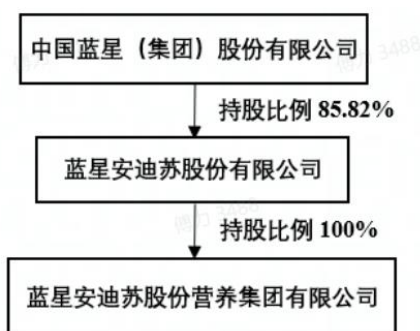 中国蓝星（集团）股份有限公司
持股比例 85.82%
蓝星安迪苏股份有限公司
持股比例 100%
蓝星安迪苏股份营养集团有限公司